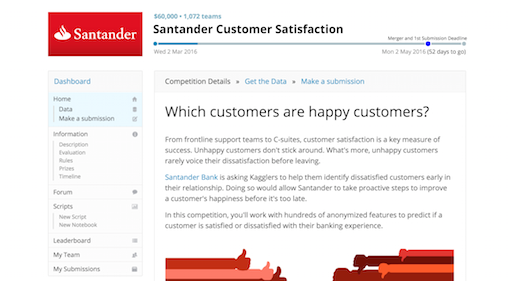 Santander
$60,000 • 1,072 teams
Santander Customer Satisfaction
Merger and 1st Submission Deadline
Wed 2 Mar 2016
Mon 2 May 2016 (52 days to go)
Dashboard
Home
Data
Make a submission
Information
Description
Evaluation
Rules
Prizes
Timeline
Forum
Scripts
New Script
New Notebook
Leaderboard
My Team
My Submissions
Competition Details » Get the Data » Make a submission
Which customers are happy customers?
From frontline support teams to C-suites, customer satisfaction is a key measure of
success. Unhappy customers don't stick around. What's more, unhappy customers
rarely voice their dissatisfaction before leaving.
Santander Bank is asking Kagglers to help them identify dissatisfied customers early in
their relationship. Doing so would allow Santander to take proactive steps to improve
a customer's happiness before it's too late.
In this competition, you'll work with hundreds of anonymized features to predict if a
customer is satisfied or dissatisfied with their banking experience.